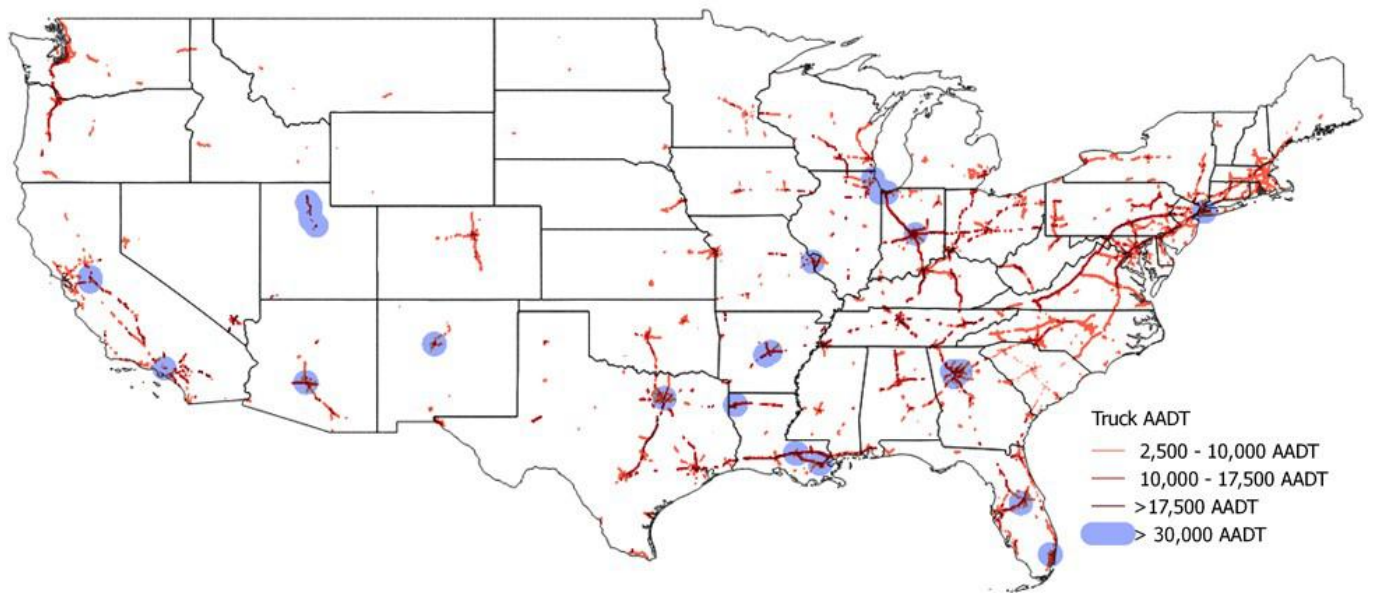 Truck AADT
2,500 - 10,000 AADT
10,000 - 17,500 AADT
>17,500 AADT
> 30,000 AADT